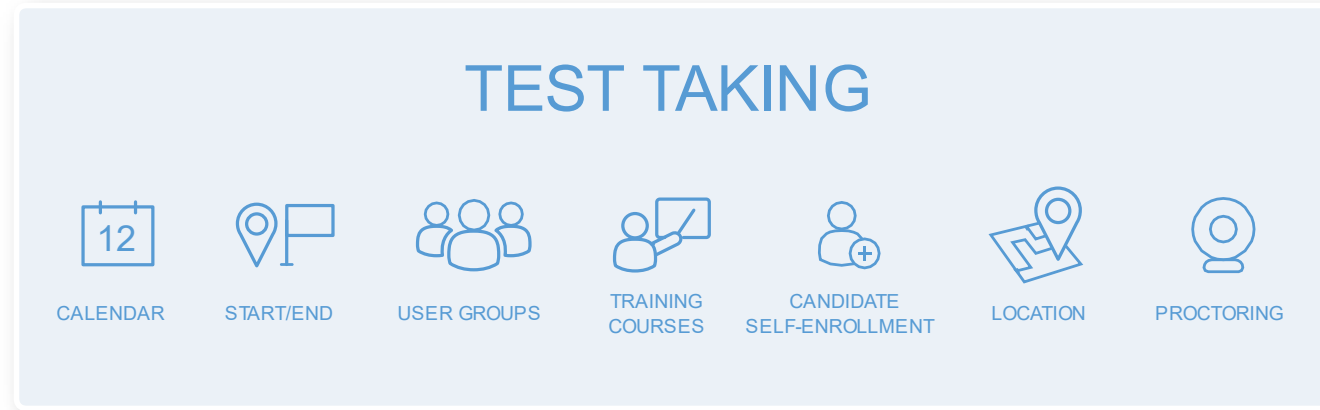 TEST TAKING
12
CALENDAR
START/END
USER GROUPS
TRAINING
COURSES
CANDIDATE
SELF-ENROLLMENT
LOCATION
PROCTORING